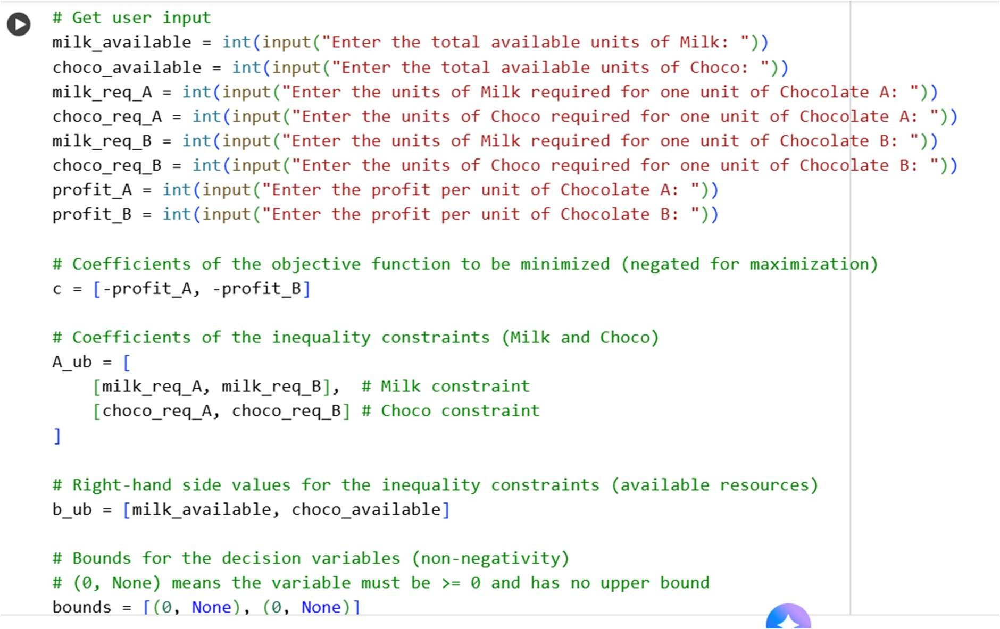 # Get user input
milk_available = int(input("Enter the total available units of Milk: "))
choco_available = int(input("Enter the total available units of Choco: "))
milk_req_A = int(input("Enter the units of Milk required for one unit of Chocolate A: "))
choco_req_A = int(input("Enter the units of Choco required for one unit of Chocolate A: "))
milk_req_B = int(input("Enter the units of Milk required for one unit of Chocolate B: "))
choco_req_B = int(input("Enter the units of Choco required for one unit of Chocolate B: "))
profit_A = int(input("Enter the profit per unit of Chocolate A: "))
profit_B = int(input("Enter the profit per unit of Chocolate B: "))

# Coefficients of the objective function to be minimized (negated for maximization)
c = [-profit_A, -profit_B]

# Coefficients of the inequality constraints (Milk and Choco)
A_ub = [
    [milk_req_A, milk_req_B],  # Milk constraint
    [choco_req_A, choco_req_B] # Choco constraint
]

# Right-hand side values for the inequality constraints (available resources)
b_ub = [milk_available, choco_available]

# Bounds for the decision variables (non-negativity)
# (0, None) means the variable must be >= 0 and has no upper bound
bounds = [(0, None), (0, None)]